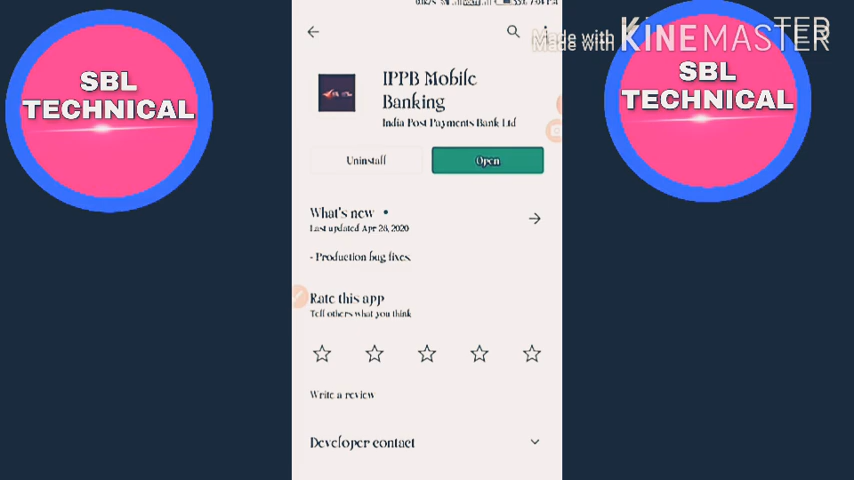 SBL
TECHNICAL
Made with
Made with KINEMASTER
SBL
TECHNICAL
IPPB Mobile
Banking
India Post Payments Bank Ltd
Uninstall
Open
What's new •
Last updated Apr 28, 2020
- Production bug fixes.
Rate this app
Tell others what you think
Write a review
Developer contact